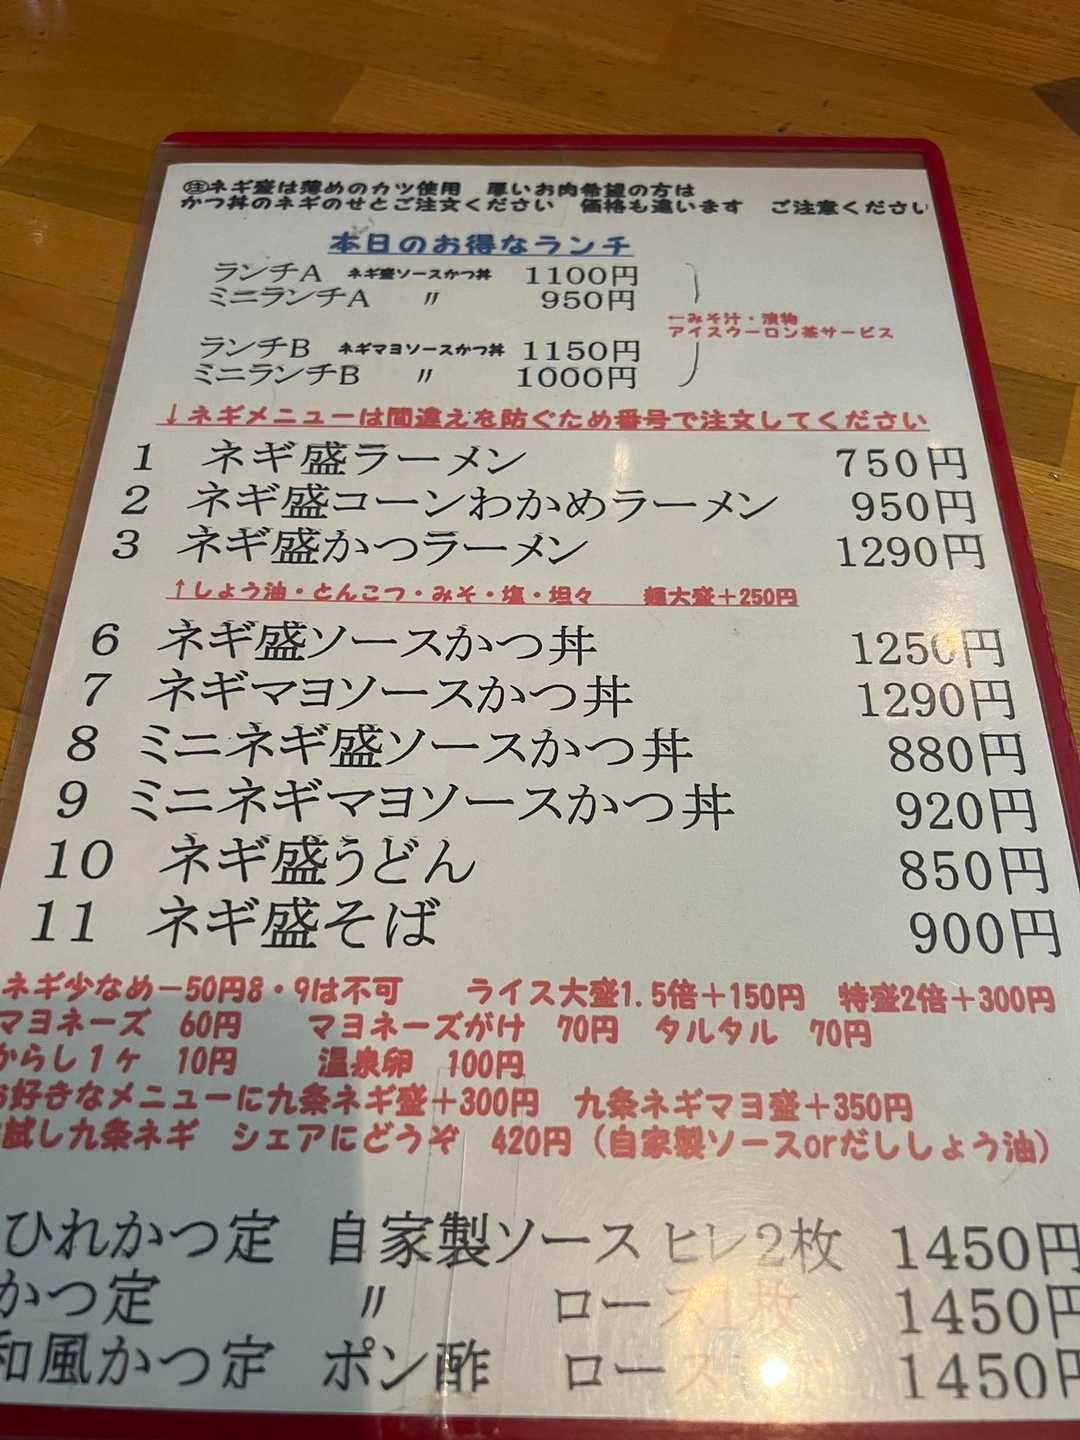 ㊟ネギ盛は薄めのカツ使用　厚いお肉希望の方は
かつ丼のネギのせとご注文ください　価格も違います　ご注意ください
本日のお得なランチ
ランチA　ネギ盛ソースかつ丼　1100円
ミニランチA　〃　950円
←みそ汁・漬物
アイスウーロン茶サービス
ランチB　ネギマヨソースかつ丼　1150円
ミニランチB　〃　1000円
↓ネギメニューは間違えを防ぐため番号で注文してください
1　ネギ盛ラーメン　750円
2　ネギ盛コーンわかめラーメン　950円
3　ネギ盛かつラーメン　1290円
↑しょう油・とんこつ・みそ・塩・坦々　麺大盛＋250円
6　ネギ盛ソースかつ丼　1250円
7　ネギマヨソースかつ丼　1290円
8　ミニネギ盛ソースかつ丼　880円
9　ミニネギマヨソースかつ丼　920円
10　ネギ盛うどん　850円
11　ネギ盛そば　900円
ネギ少なめー50円8・9は不可　ライス大盛1.5倍＋150円　特盛2倍＋300円
マヨネーズ　60円　マヨネーズがけ　70円　タルタル　70円
からし1ヶ　10円　温泉卵　100円
お好きなメニューに九条ネギ盛＋300円　九条ネギマヨ盛＋350円
試し九条ネギ　シェアにどうぞ　420円（自家製ソースorだししょう油）
ひれかつ定　自家製ソース　ヒレ2枚　1450円
かつ定　〃　ロース1枚　1450円
和風かつ定　ポン酢　ロース　1450円